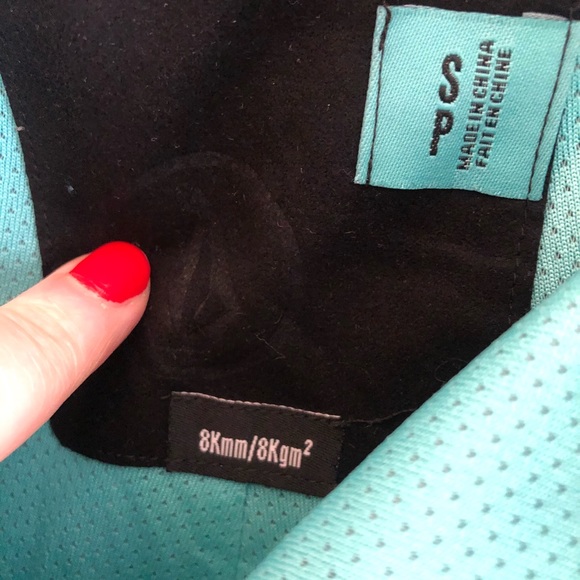 S
P
MADE IN CHINA
FAIT EN CHINE
8Kmm/8Kgm²